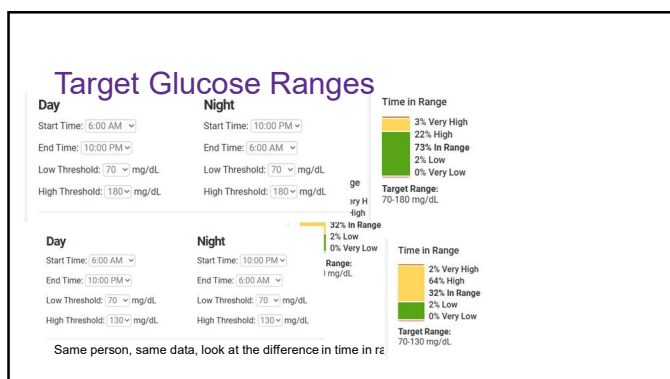 Target Glucose Ranges
Day
Start Time: 6:00 AM
End Time: 10:00 PM
Low Threshold: 70 mg/dL
High Threshold: 180 mg/dL
Night
Start Time: 10:00 PM
End Time: 6:00 AM
Low Threshold: 70 mg/dL
High Threshold: 180 mg/dL
Time in Range
3% Very High
22% High
73% In Range
2% Low
0% Very Low
Target Range:
70-180 mg/dL
ge
ery H
High
32% In Range
2% Low
0% Very Low
Range:
mg/dL
Day
Start Time: 6:00 AM
End Time: 10:00 PM
Low Threshold: 70 mg/dL
High Threshold: 130 mg/dL
Night
Start Time: 10:00 PM
End Time: 6:00 AM
Low Threshold: 70 mg/dL
High Threshold: 130 mg/dL
Time in Range
2% Very High
64% High
32% In Range
2% Low
0% Very Low
Target Range:
70-130 mg/dL
Same person, same data, look at the difference in time in ra